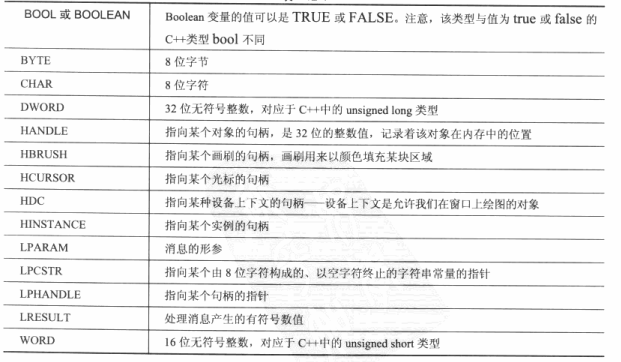 BOOL 或 BOOLEAN
Boolean 变量的值可以是 TRUE 或 FALSE。注意，该类型与值为 true 或 false 的
C++类型 bool 不同
BYTE
8 位字节
CHAR
8 位字符
DWORD
32 位无符号整数，对应于 C++中的 unsigned long 类型
HANDLE
指向某个对象的句柄，是 32 位的整数值，记录着该对象在内存中的位置
HBRUSH
指向某个画刷的句柄，画刷用来以颜色填充某块区域
HCURSOR
指向某个光标的句柄
HDC
指向某种设备上下文的句柄——设备上下文是允许我们在窗口上绘图的对象
HINSTANCE
指向某个实例的句柄
LPARAM
消息的形参
LPCSTR
指向某个由 8 位字符构成的、以空字符终止的字符串常量的指针
LPHANDLE
指向某个句柄的指针
LRESULT
处理消息产生的有符号数值
WORD
16 位无符号整数，对应于 C++中的 unsigned short 类型